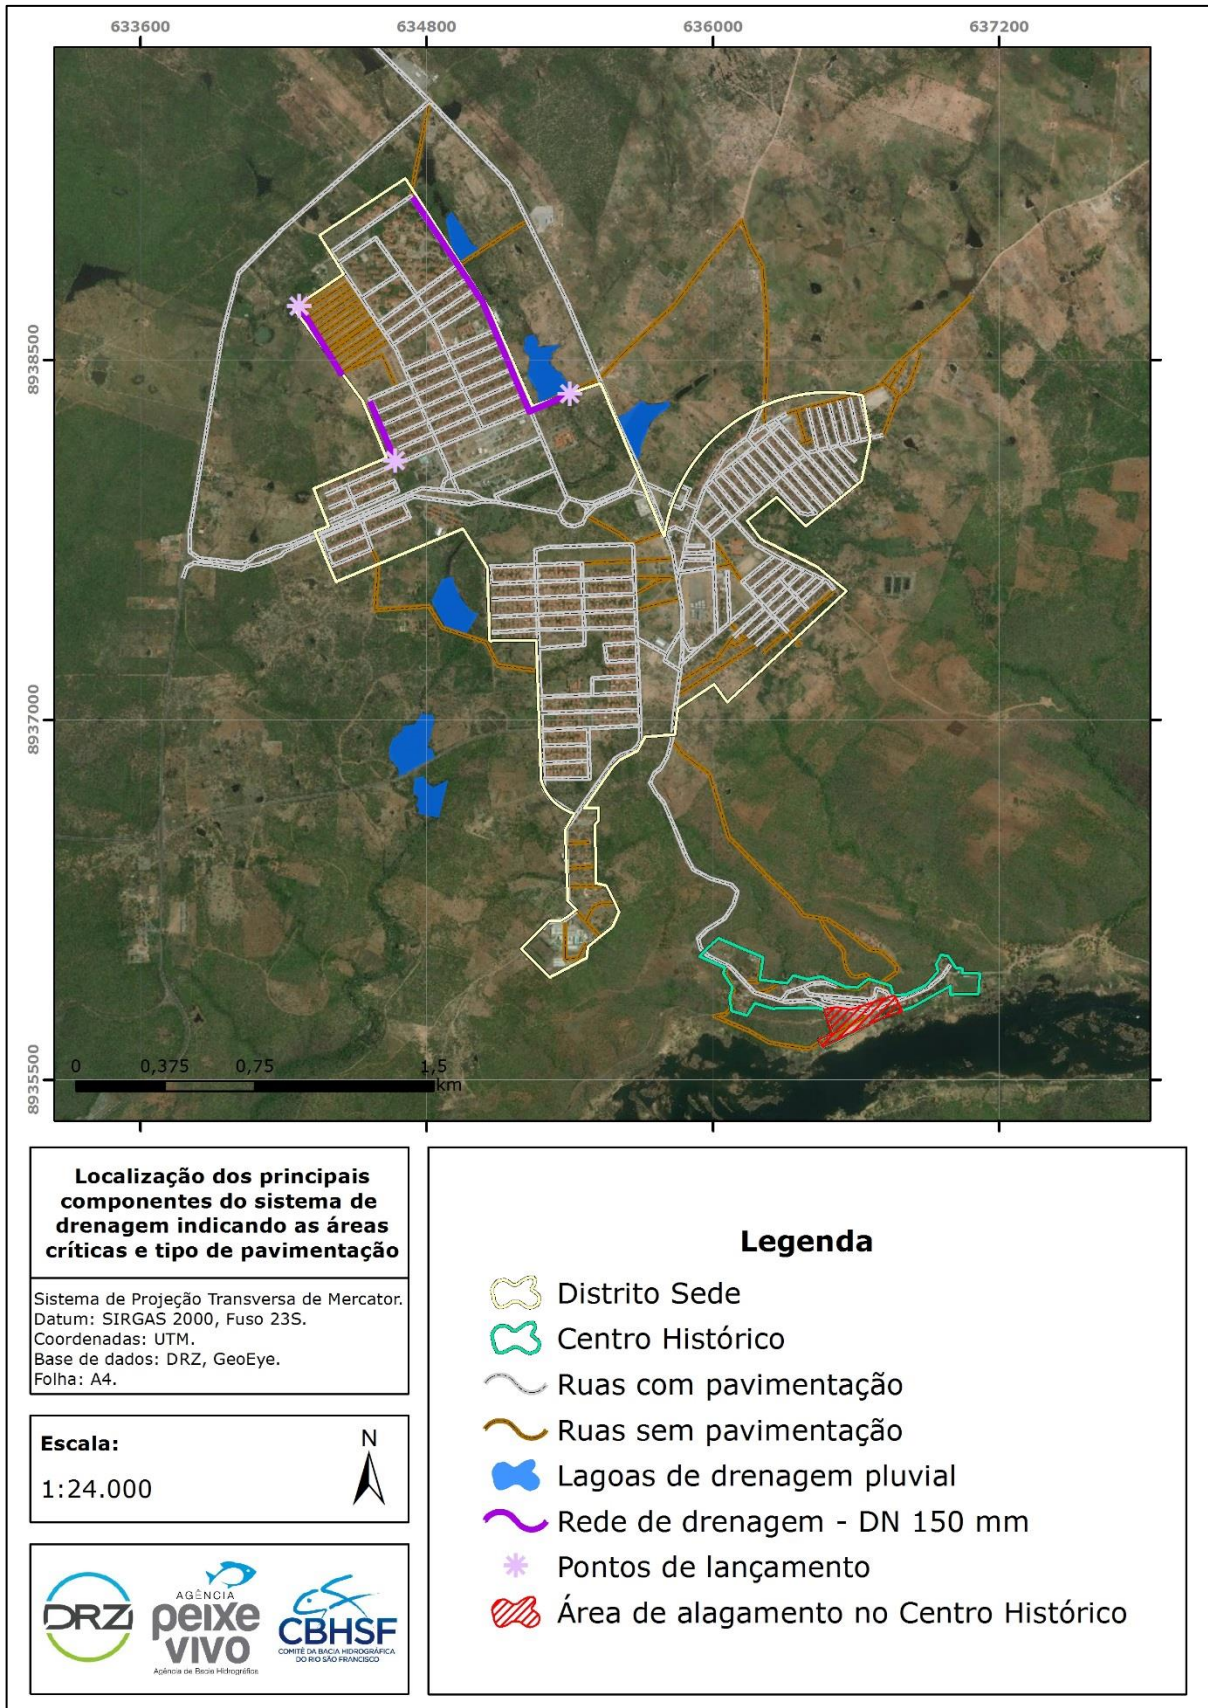 633600
634800
636000
637200
8938500
8937000
8935500
0
0,375
0,75
1,5
km
Localização dos principais
componentes do sistema de
drenagem indicando as áreas
críticas e tipo de pavimentação
Sistema de Projeção Transversa de Mercator.
Datum: SIRGAS 2000, Fuso 23S.
Coordenadas: UTM.
Base de dados: DRZ, GeoEye.
Folha: A4.
Escala:
1:24.000
N
DRZ
AGÊNCIA
peixe
vivo
Agência de Bacia Hidrográfica
CBHSF
COMITÊ DA BACIA HIDROGRÁFICA
DO RIO SÃO FRANCISCO
Legenda
Distrito Sede
Centro Histórico
Ruas com pavimentação
Ruas sem pavimentação
Lagoas de drenagem pluvial
Rede de drenagem - DN 150 mm
Pontos de lançamento
Área de alagamento no Centro Histórico